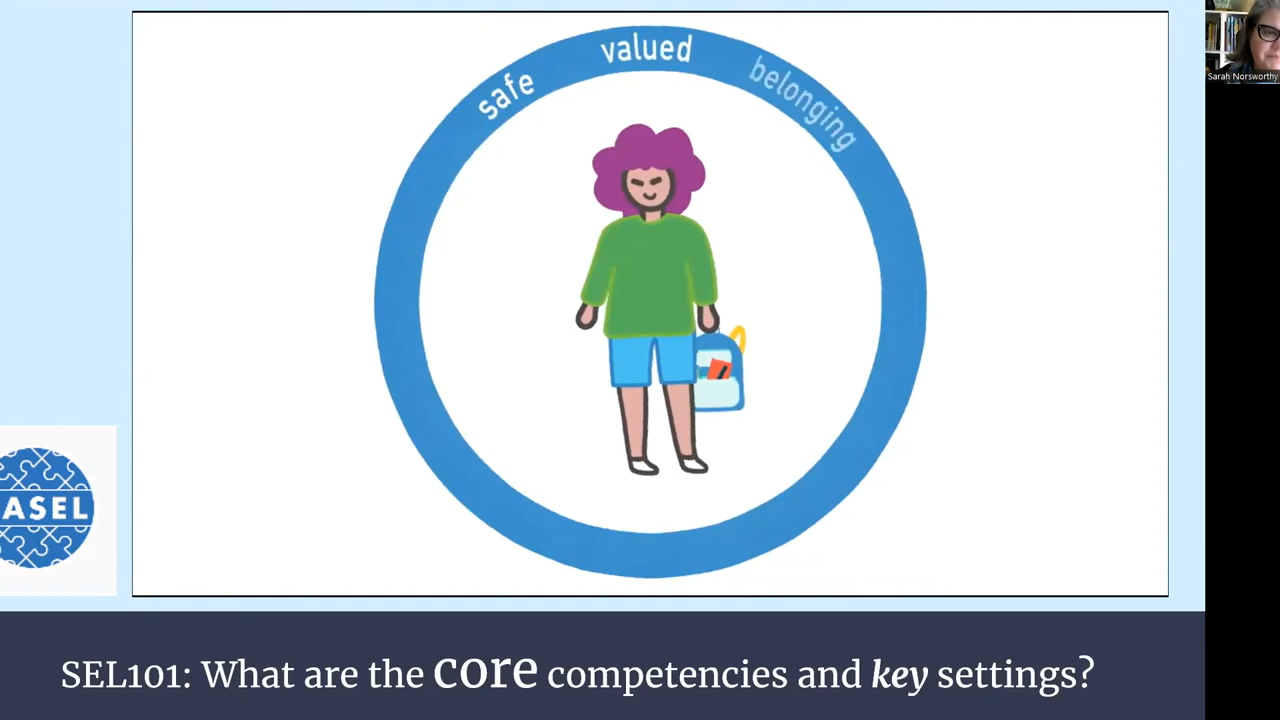 safe valued belonging
Sarah Norsworthy
ASEL
SEL101: What are the core competencies and key settings?